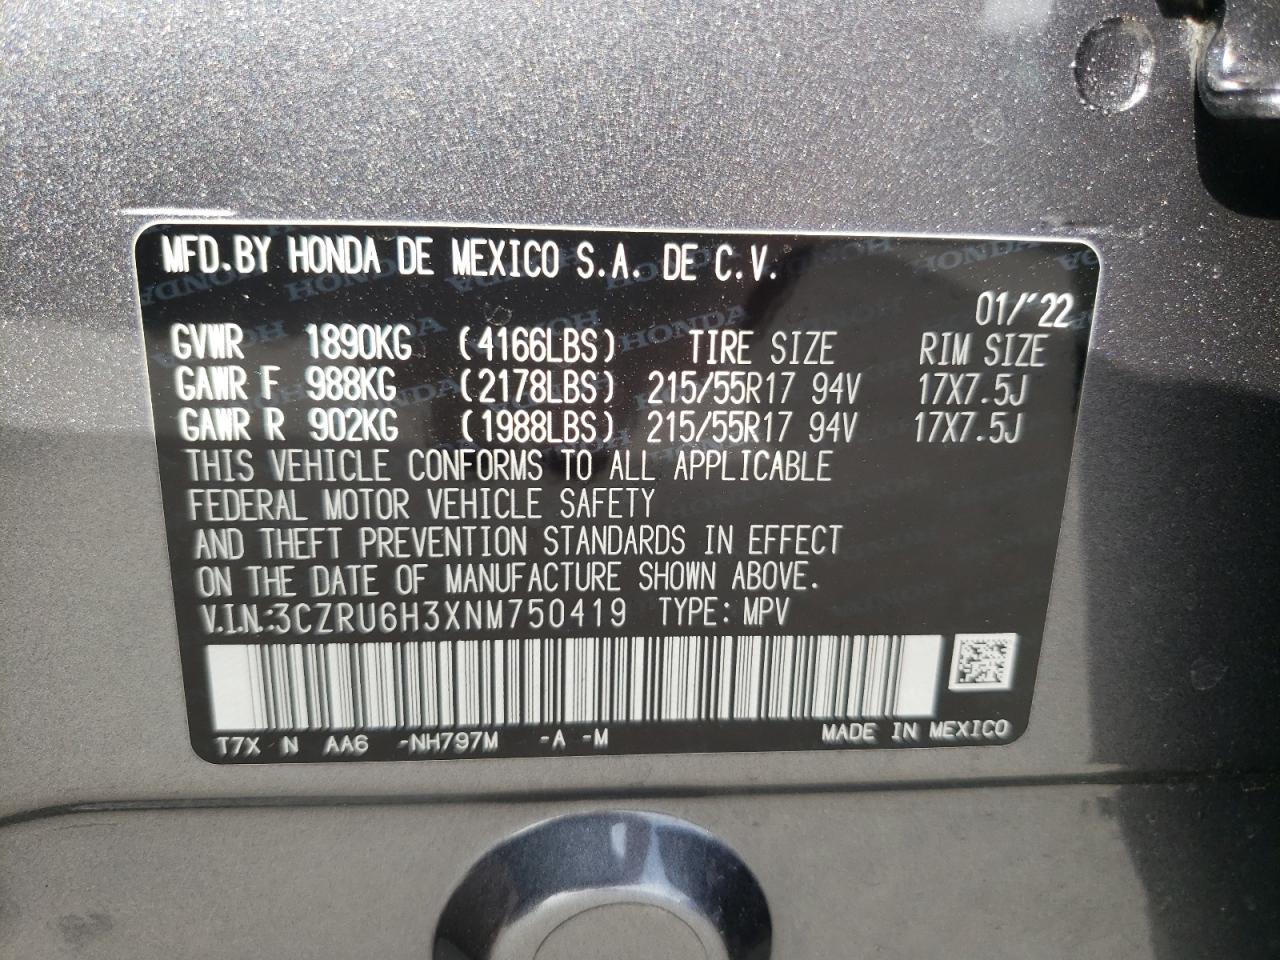 MFD.BY HONDA DE MEXICO S.A. DE C.V.
01/'22
GVWR 1890KG (4166LBS) TIRE SIZE RIM SIZE
GAWR F 988KG (2178LBS) 215/55R17 94V 17X7.5J
GAWR R 902KG (1988LBS) 215/55R17 94V 17X7.5J
THIS VEHICLE CONFORMS TO ALL APPLICABLE
FEDERAL MOTOR VEHICLE SAFETY
AND THEFT PREVENTION STANDARDS IN EFFECT
ON THE DATE OF MANUFACTURE SHOWN ABOVE.
V.I.N.:3CZRU6H3XNM750419 TYPE: MPV
T7X N AA6 -NH797M -A -M MADE IN MEXICO